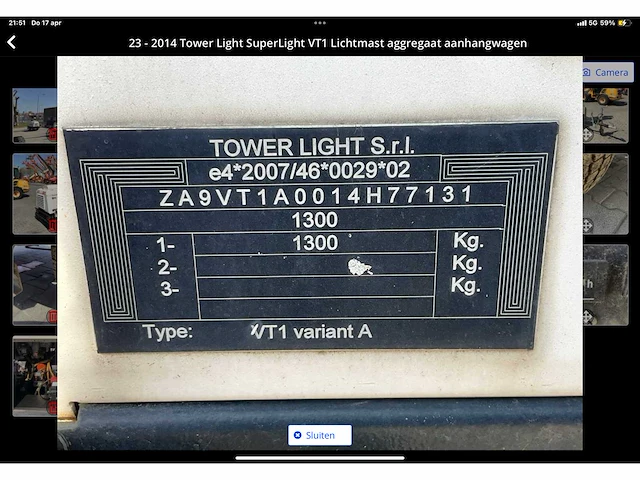 21:51 Do 17 apr
5G 59%
23 - 2014 Tower Light SuperLight VT1 Lichtmast aggregaat aanhangwagen
Camera
TOWER LIGHT S.r.l.
e4*2007/46*0029*02
ZA9VT1A0014H77131
1300
1- 1300 Kg.
2- Kg.
3- Kg.
Type: VT1 variant A
Sluiten